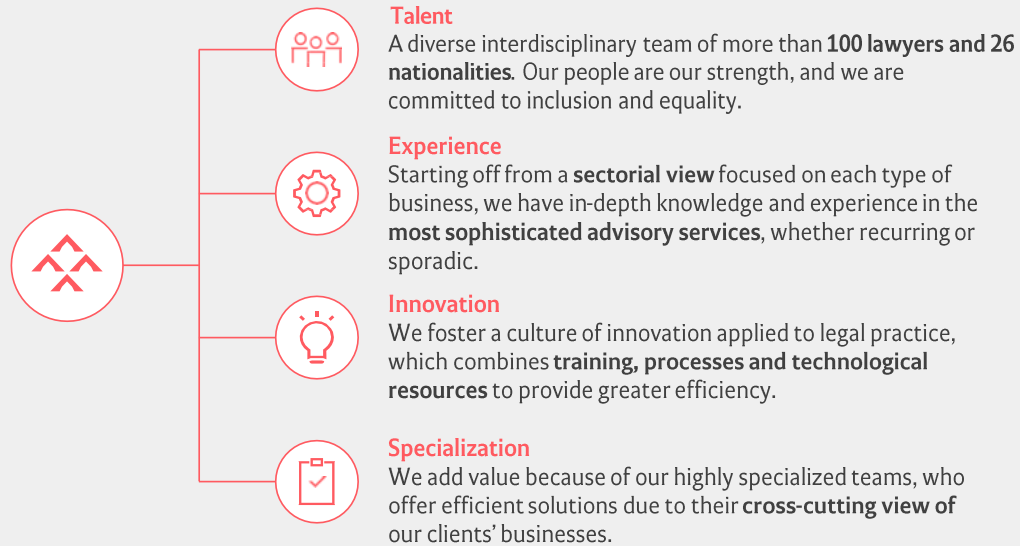 Talent
A diverse interdisciplinary team of more than 100 lawyers and 26
nationalities. Our people are our strength, and we are
committed to inclusion and equality.
Experience
Starting off from a sectorial view focused on each type of
business, we have in-depth knowledge and experience in the
most sophisticated advisory services, whether recurring or
sporadic.
Innovation
We foster a culture of innovation applied to legal practice,
which combines training, processes and technological
resources to provide greater efficiency.
Specialization
We add value because of our highly specialized teams, who
offer efficient solutions due to their cross-cutting view of
our clients’ businesses.